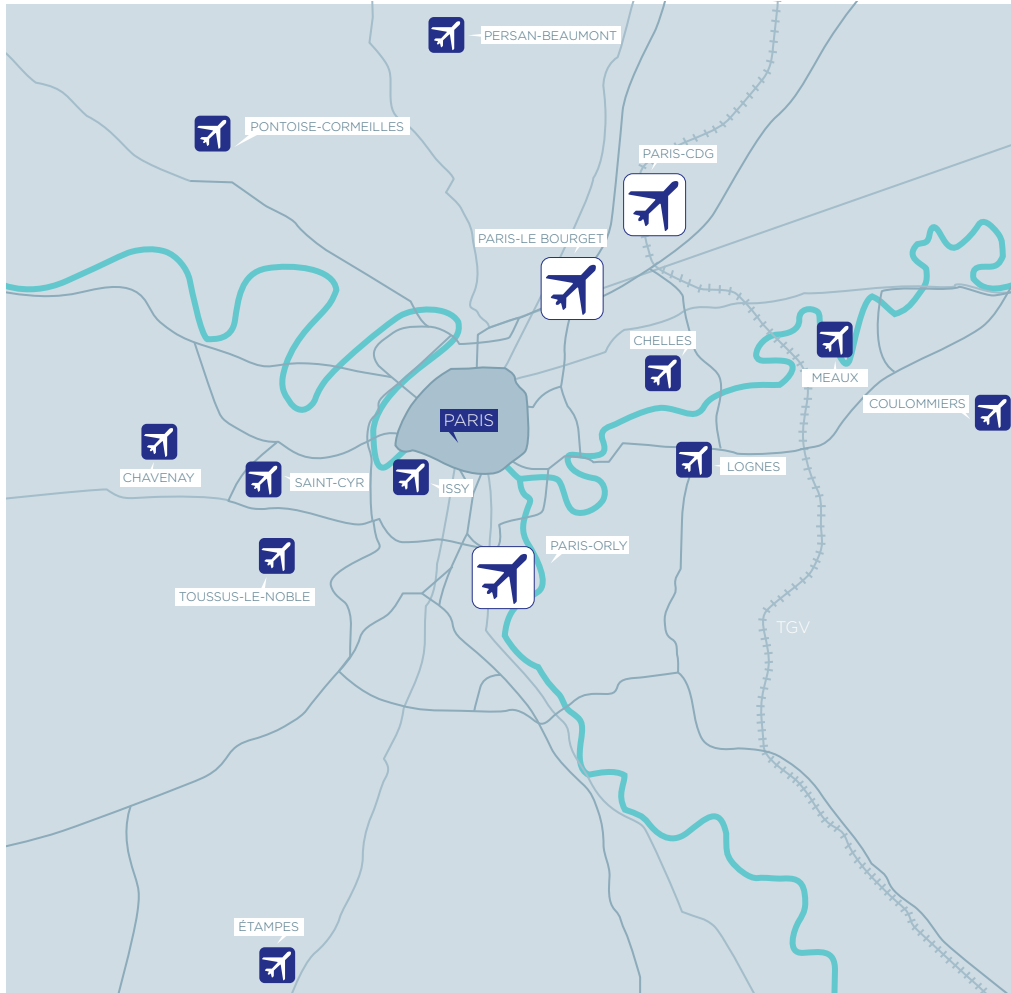 PERSAN-BEAUMONT
PONTOISE-CORMEILLES
PARIS-CDG
PARIS-LE BOURGET
CHELLES
MEAUX
COULOMMIERS
PARIS
LOGNES
CHAVENAY
SAINT-CYR
ISSY
PARIS-ORLY
TOUSSUS-LE-NOBLE
TGV
ÉTAMPES